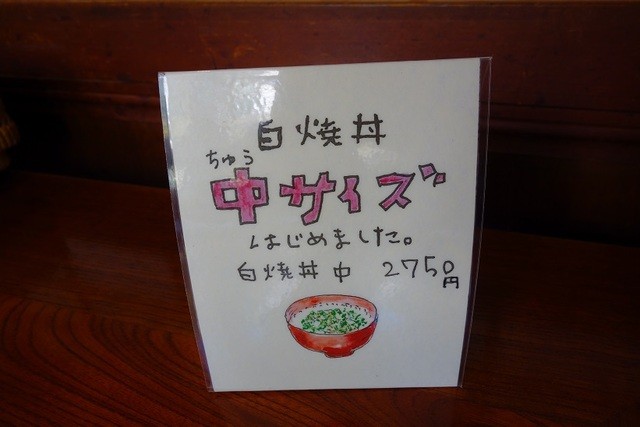 白焼丼
ちゅう
中サイズ
はじめました。
白焼丼 中 2750円